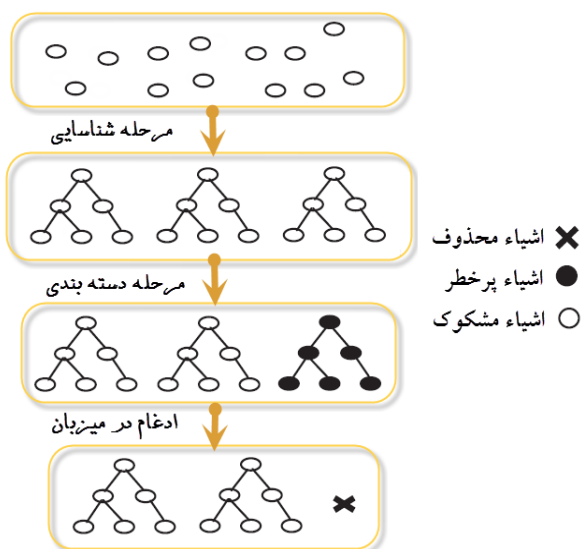 مرحله شناسایی
اشیاء محذوف
مرحله دسته بندی
اشیاء پرخطر
اشیاء مشکوک
ادغام در میزبان